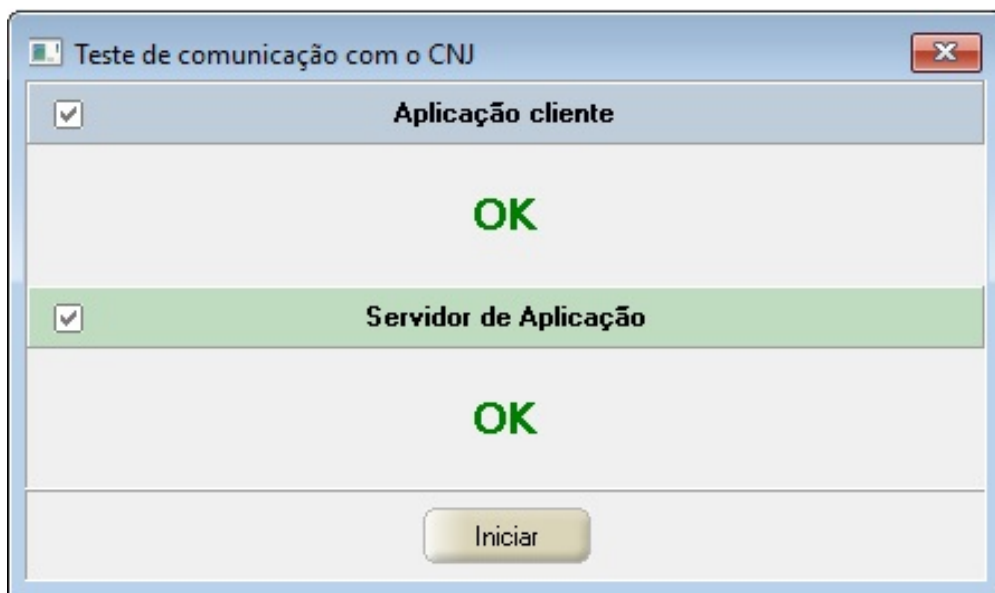 Teste de comunicação com o CNJ
Aplicação cliente
OK
Servidor de Aplicação
OK
Iniciar